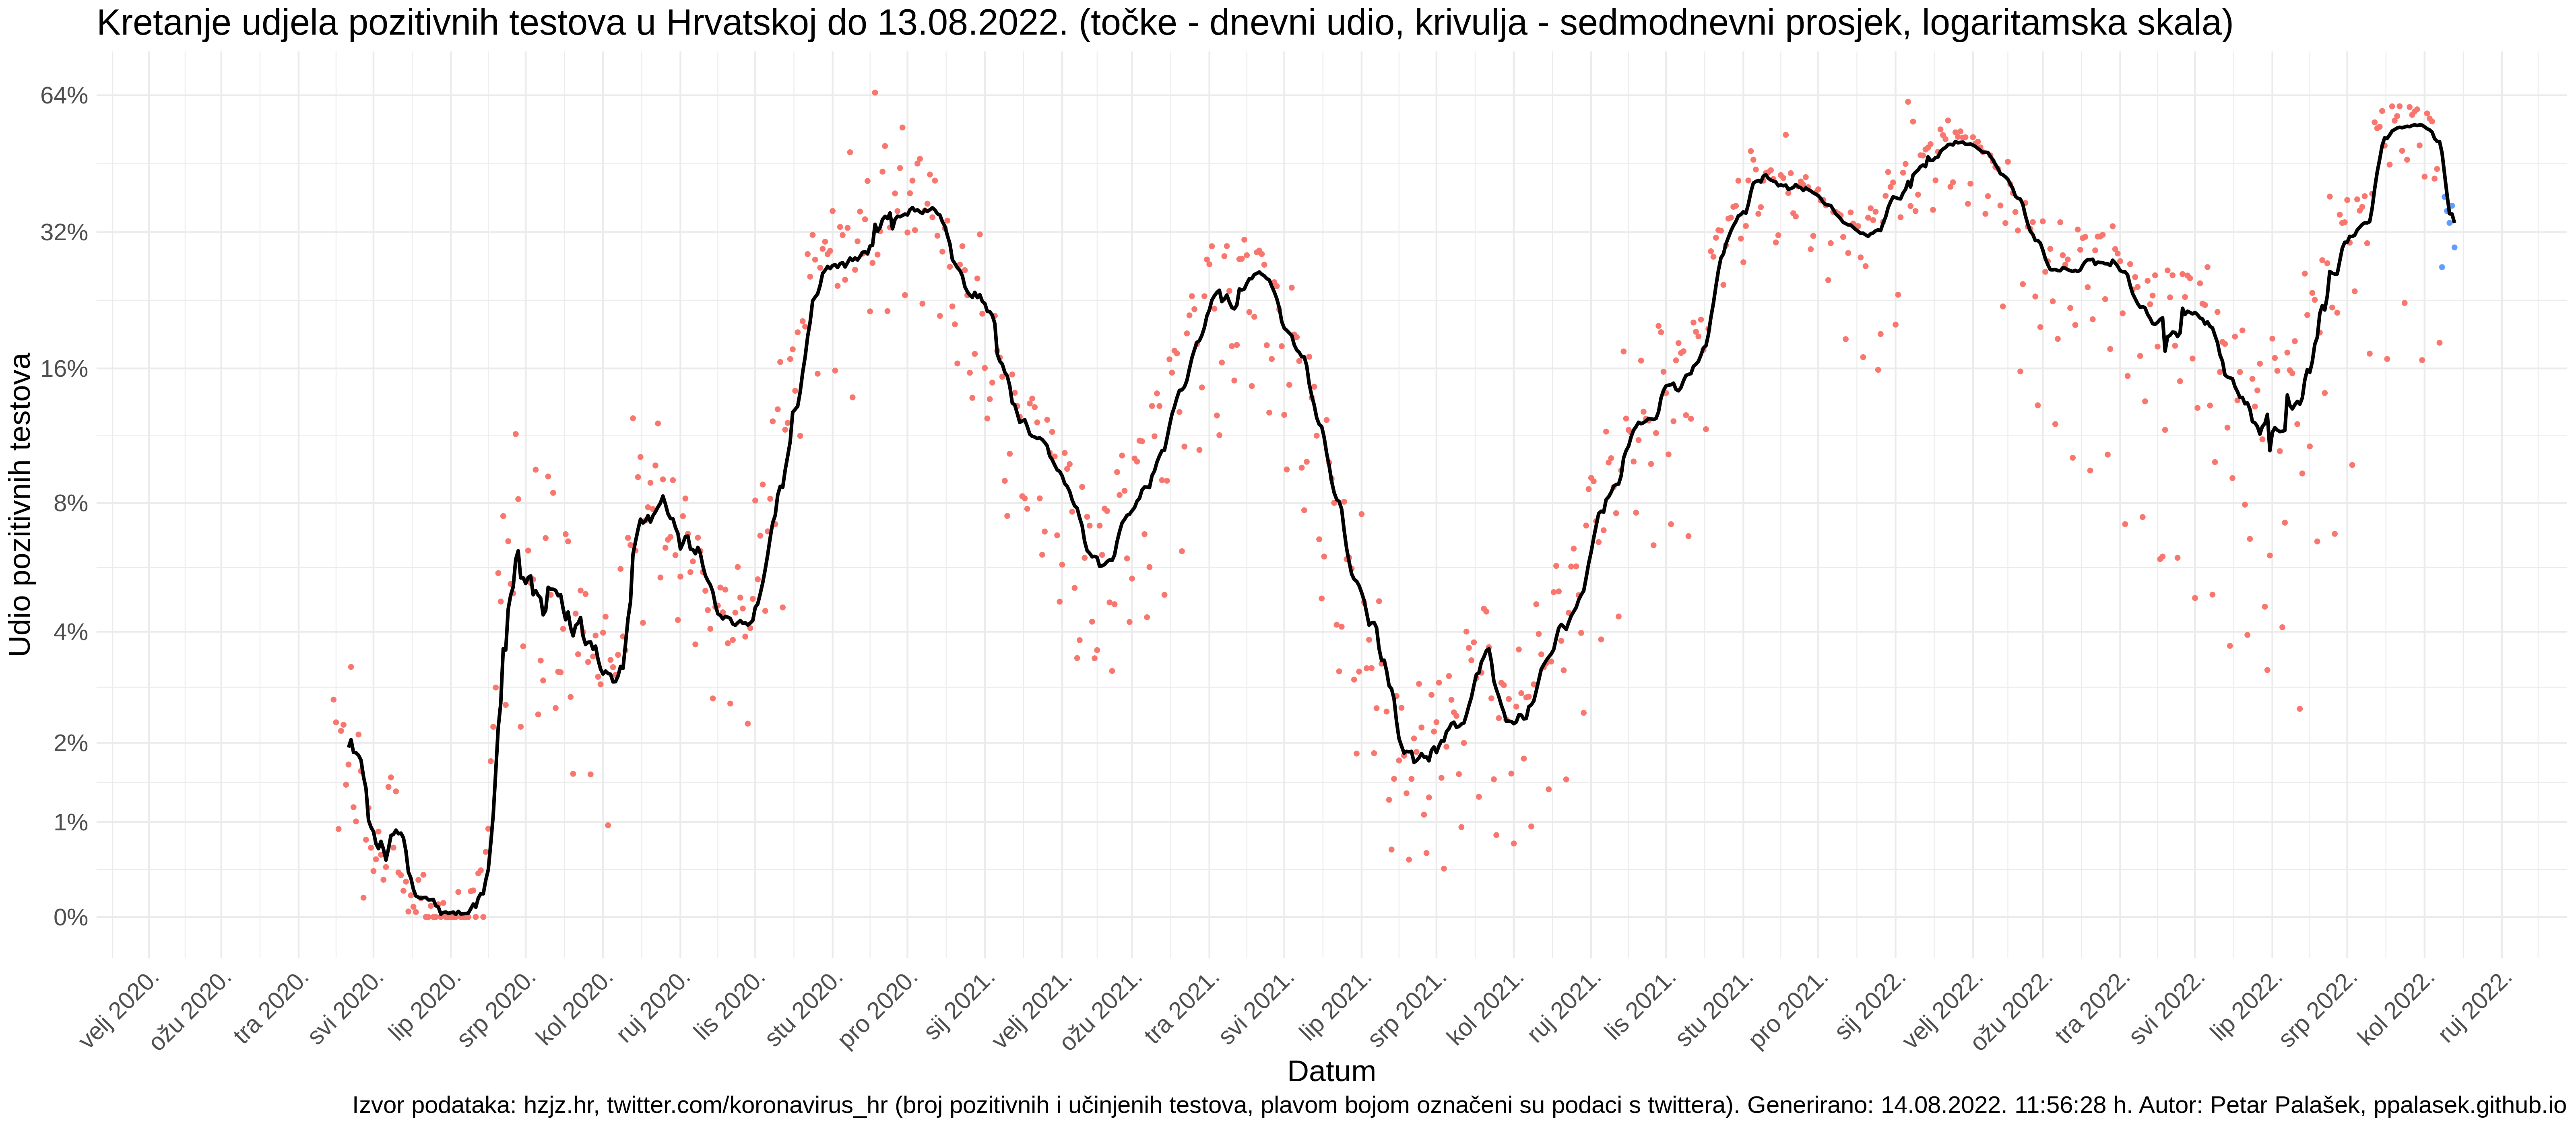 Kretanje udjela pozitivnih testova u Hrvatskoj do 13.08.2022. (točke - dnevni udio, krivulja - sedmodnevni prosjek, logaritamska skala)
Udio pozitivnih testova
64%
32%
16%
8%
4%
2%
1%
0%
velj 2020.
ožu 2020.
tra 2020.
svi 2020.
lip 2020.
srp 2020.
kol 2020.
ruj 2020.
lis 2020.
stu 2020.
pro 2020.
sij 2021.
velj 2021.
ožu 2021.
tra 2021.
svi 2021.
lip 2021.
srp 2021.
kol 2021.
ruj 2021.
lis 2021.
stu 2021.
pro 2021.
sij 2022.
velj 2022.
ožu 2022.
tra 2022.
svi 2022.
lip 2022.
srp 2022.
kol 2022.
ruj 2022.
Datum
Izvor podataka: hzjz.hr, twitter.com/koronavirus_hr (broj pozitivnih i učinjenih testova, plavom bojom označeni su podaci s twittera). Generirano: 14.08.2022. 11:56:28 h. Autor: Petar Palašek, ppalasek.github.io